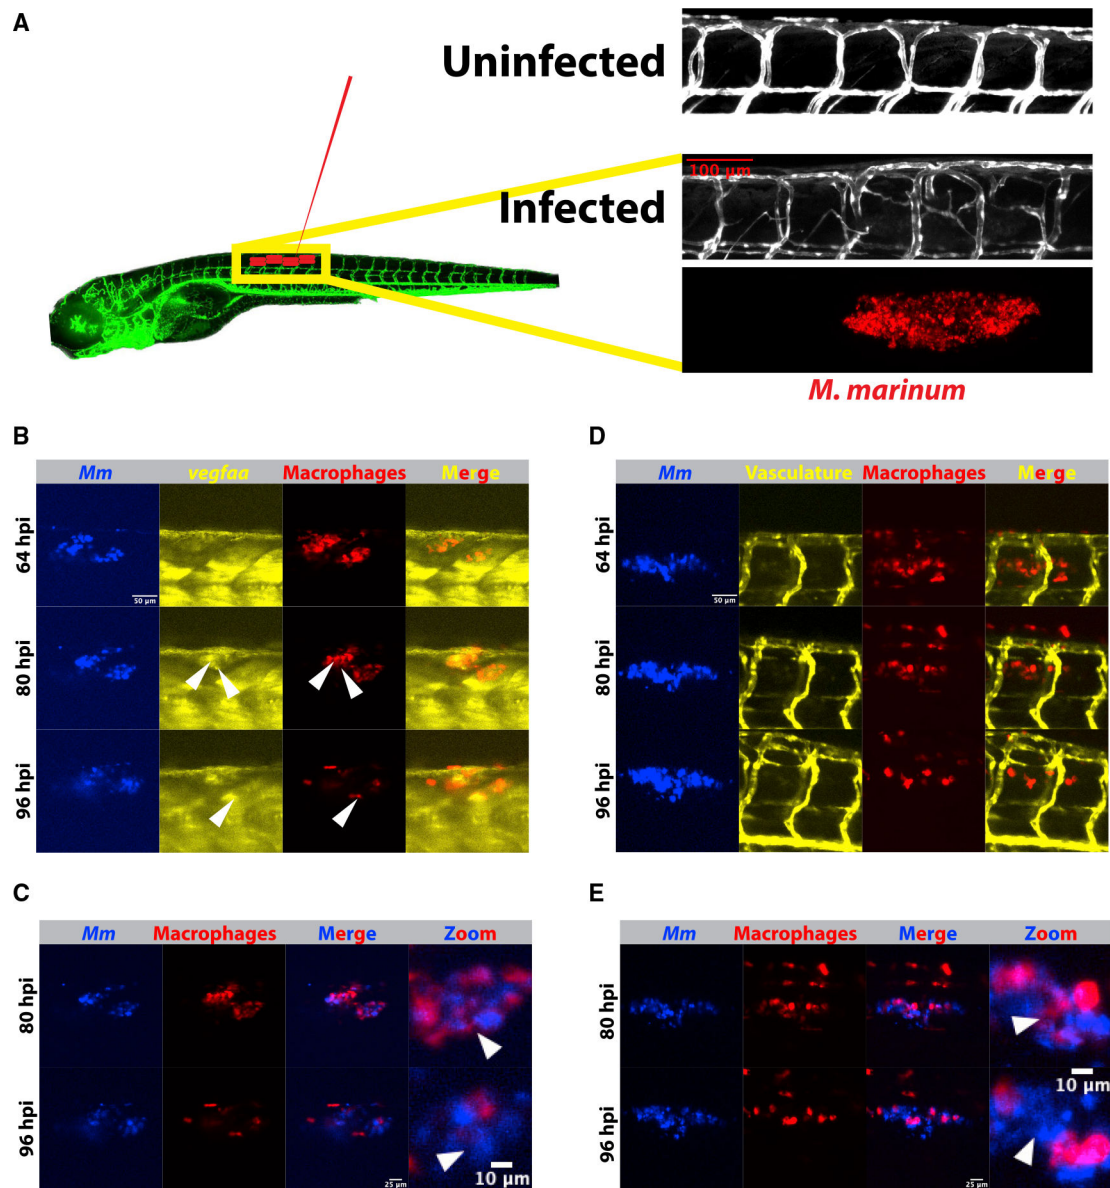 A
Uninfected
Infected
100 µm
M. marinum
B
Mm vegfaa Macrophages Merge
64 hpi
50 µm
80 hpi
96 hpi
D
Mm Vasculature Macrophages Merge
64 hpi
50 µm
80 hpi
96 hpi
C
Mm Macrophages Merge Zoom
80 hpi
96 hpi
25 µm
10 µm
E
Mm Macrophages Merge Zoom
80 hpi
10 µm
96 hpi
25 µm